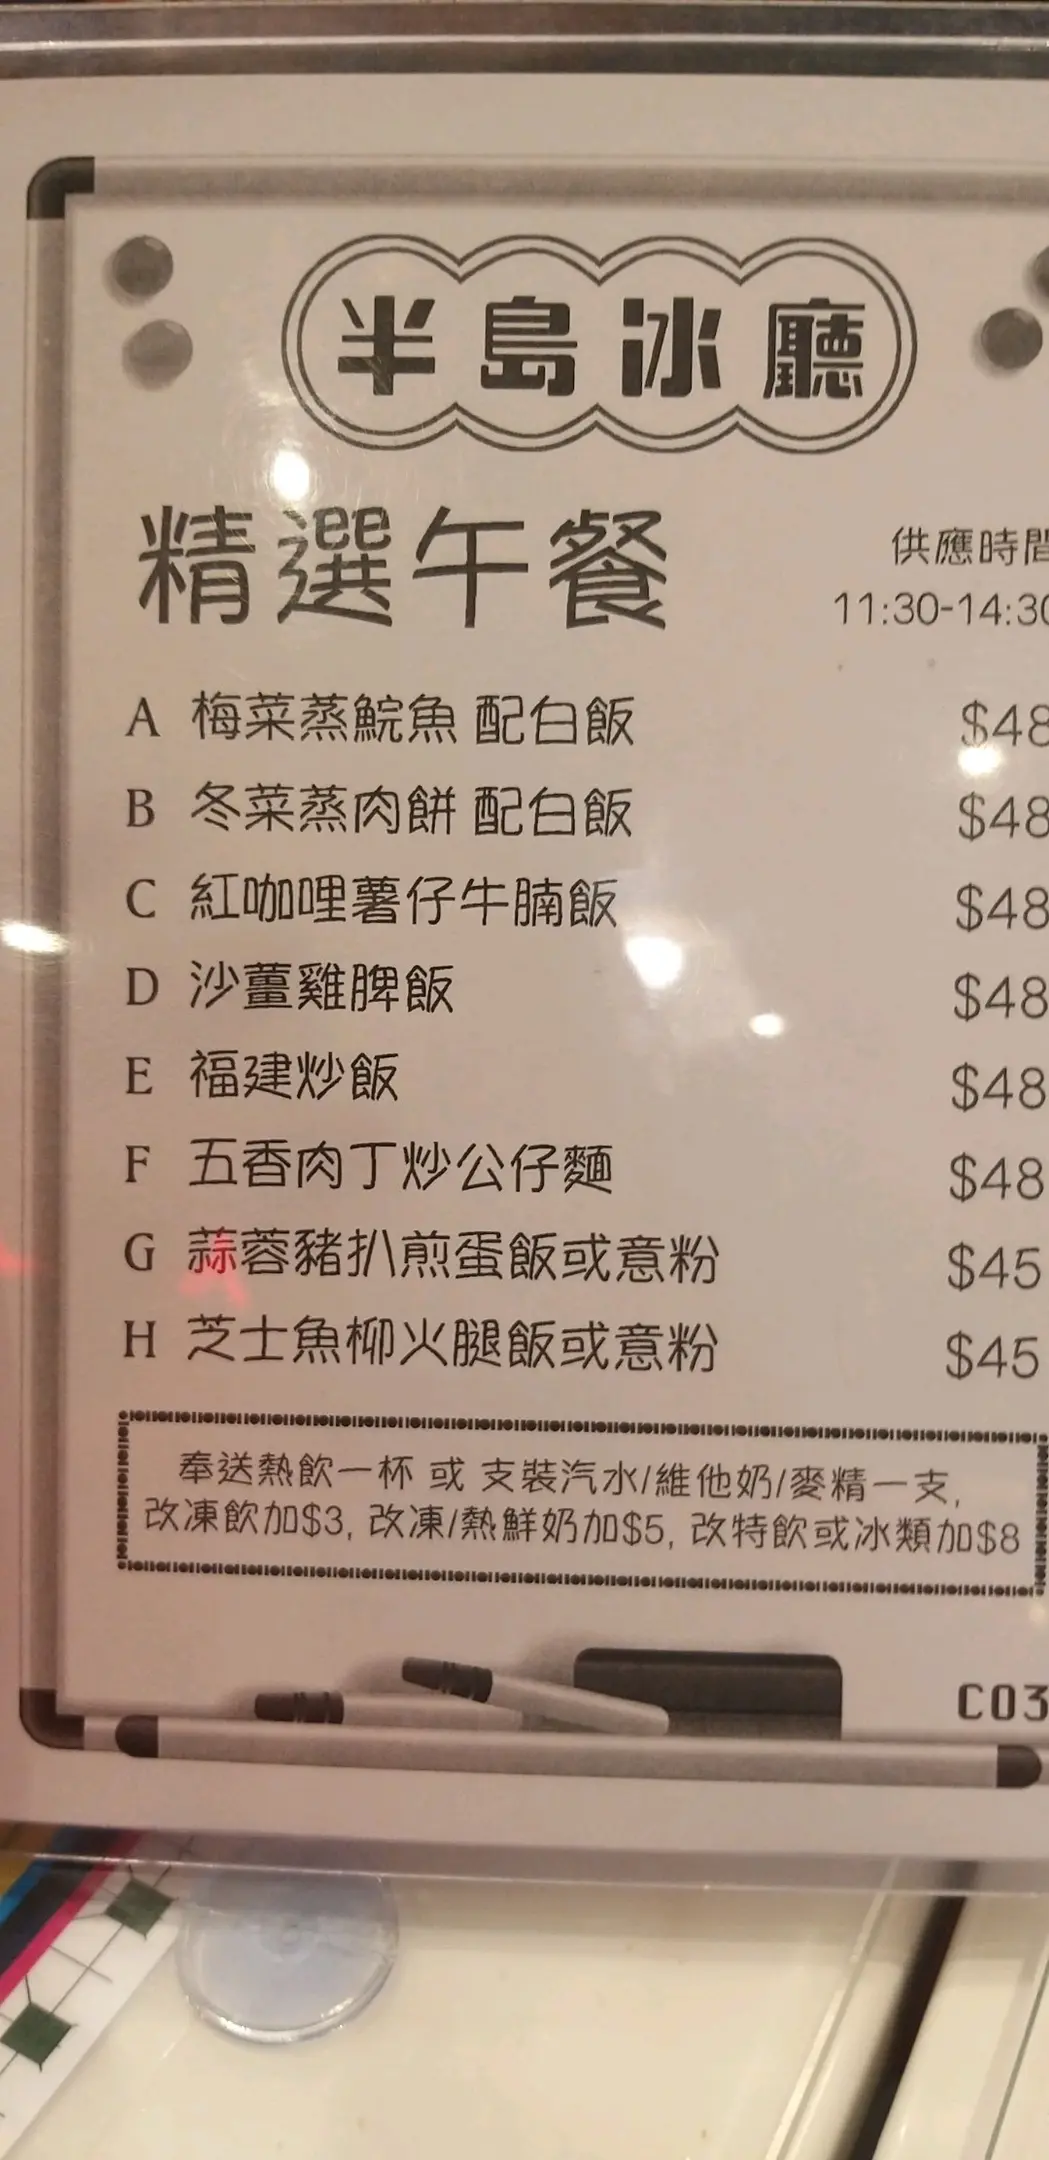 半島冰廳
精選午餐
供應時間
11:30-14:30
A 梅菜蒸鯇魚 配白飯 $48
B 冬菜蒸肉餅 配白飯 $48
C 紅咖哩薯仔牛腩飯 $48
D 沙薑雞脾飯 $48
E 福建炒飯 $48
F 五香肉丁炒公仔麵 $48
G 蒜蓉豬扒煎蛋飯或意粉 $45
H 芝士魚柳火腿飯或意粉 $45
奉送熱飲一杯 或 支裝汽水/維他奶/麥精一支,
改凍飲加$3, 改凍/熱鮮奶加$5, 改特飲或冰類加$8
C03